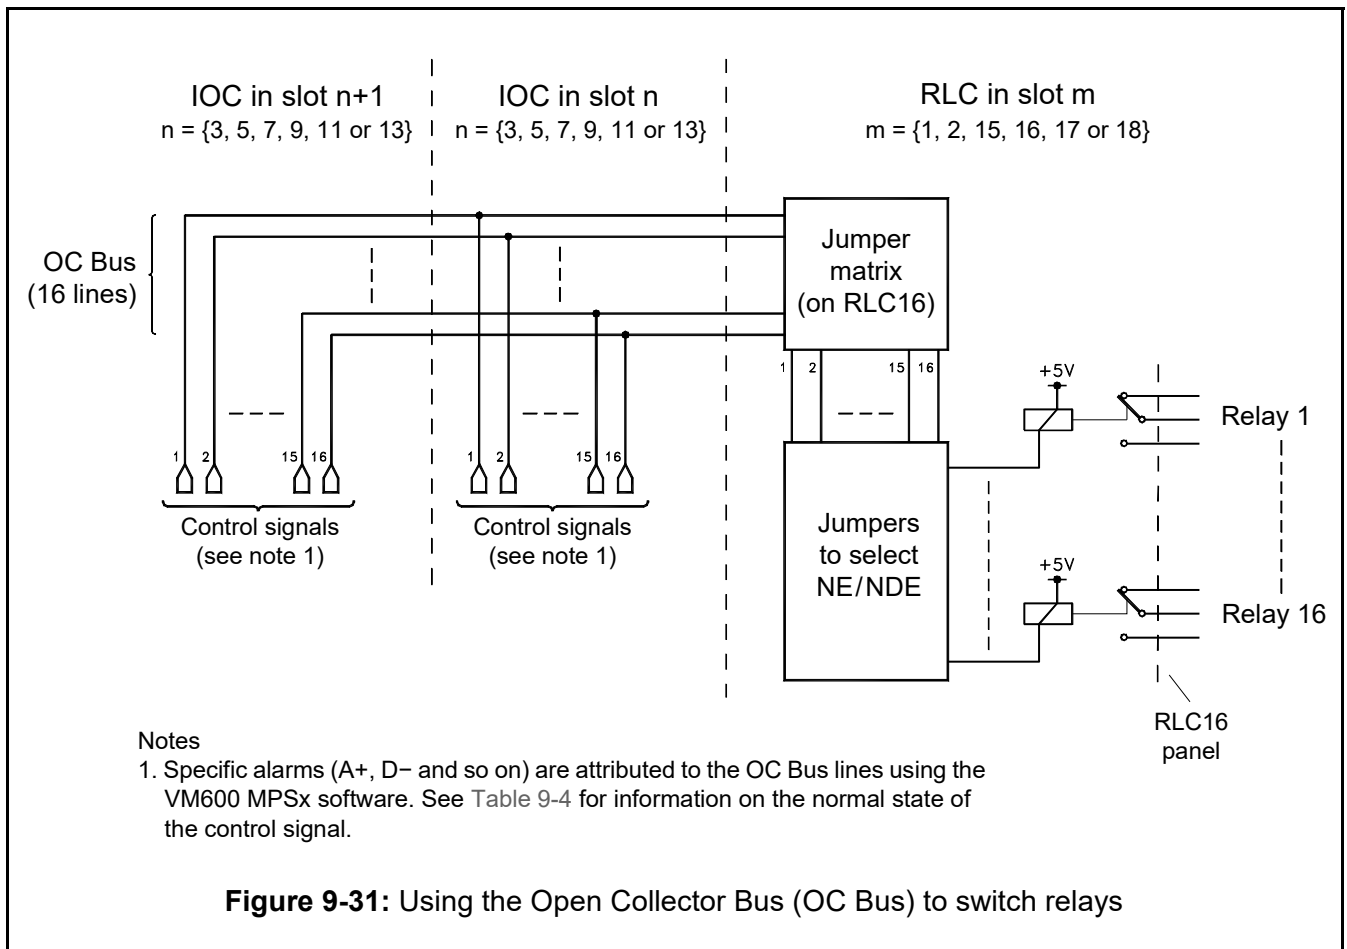 IOC in slot n+1
n = {3, 5, 7, 9, 11 or 13}
IOC in slot n
n = {3, 5, 7, 9, 11 or 13}
RLC in slot m
m = {1, 2, 15, 16, 17 or 18}
OC Bus
(16 lines)
Jumper
matrix
(on RLC16)
1 2 15 16
1 2 15 16
Control signals
(see note 1)
1 2 15 16
Control signals
(see note 1)
Jumpers
to select
NE/NDE
+5V
Relay 1
+5V
Relay 16
RLC16
panel
Notes
1. Specific alarms (A+, D− and so on) are attributed to the OC Bus lines using the
VM600 MPSx software. See Table 9-4 for information on the normal state of
the control signal.
Figure 9-31: Using the Open Collector Bus (OC Bus) to switch relays